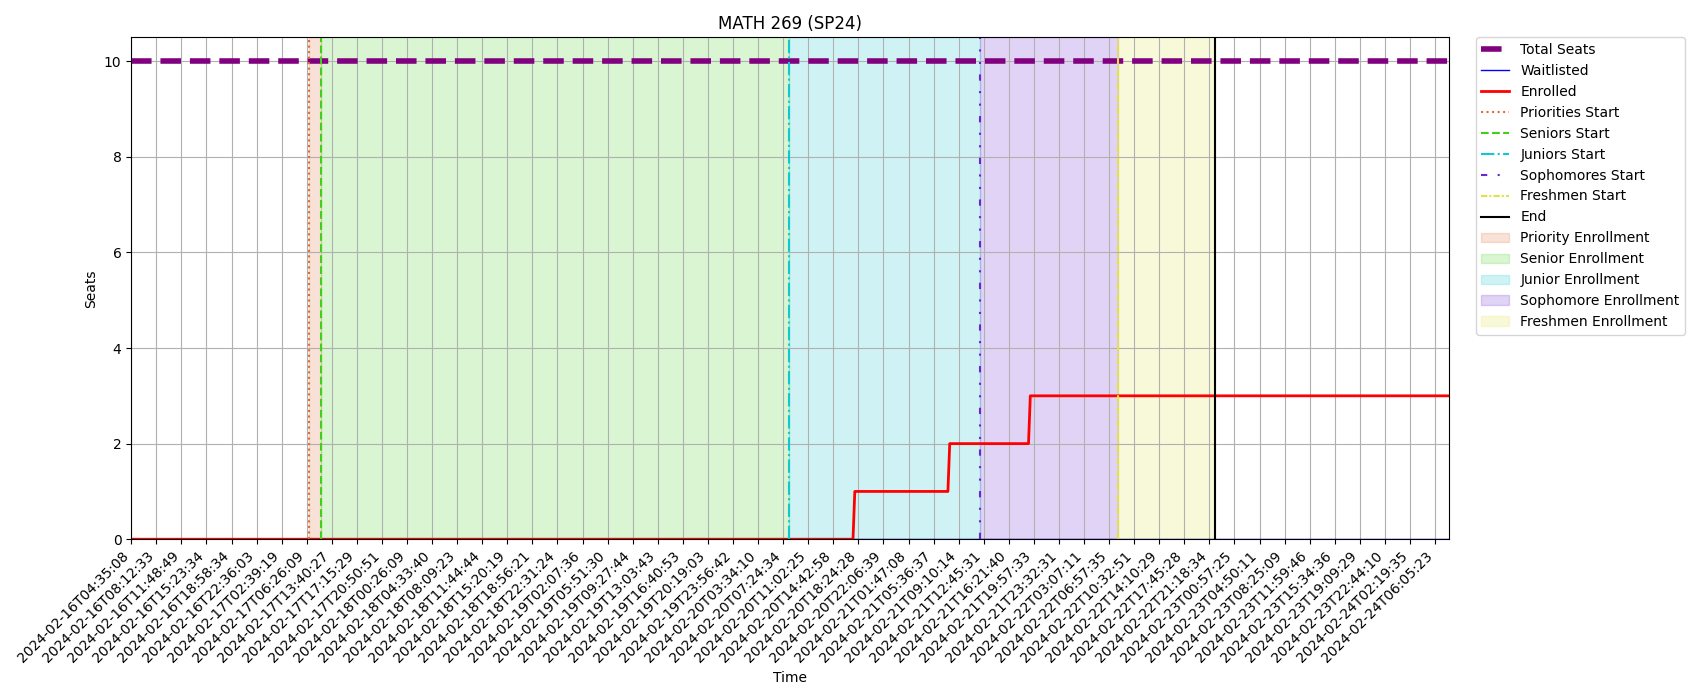 MATH 269 (SP24)
10
8
6
4
2
0
Seats
2024-02-16T04:35:08
2024-02-16T08:12:33
2024-02-16T11:48:49
2024-02-16T15:23:34
2024-02-16T18:58:34
2024-02-16T22:36:03
2024-02-17T02:39:19
2024-02-17T06:26:09
2024-02-17T13:40:27
2024-02-17T17:15:29
2024-02-17T20:50:51
2024-02-18T00:26:09
2024-02-18T04:33:40
2024-02-18T08:09:23
2024-02-18T11:44:44
2024-02-18T15:20:19
2024-02-18T18:56:21
2024-02-18T22:31:24
2024-02-19T02:07:36
2024-02-19T05:51:30
2024-02-19T09:27:44
2024-02-19T13:03:43
2024-02-19T16:40:53
2024-02-19T20:19:03
2024-02-19T23:56:42
2024-02-20T03:34:10
2024-02-20T07:24:34
2024-02-20T11:02:25
2024-02-20T14:42:58
2024-02-20T18:24:28
2024-02-20T22:06:39
2024-02-21T01:47:08
2024-02-21T05:36:37
2024-02-21T09:10:14
2024-02-21T12:45:31
2024-02-21T16:21:40
2024-02-21T19:57:33
2024-02-21T23:32:31
2024-02-22T03:07:11
2024-02-22T06:57:35
2024-02-22T10:32:51
2024-02-22T14:10:29
2024-02-22T17:45:28
2024-02-22T21:18:34
2024-02-23T00:57:25
2024-02-23T04:50:11
2024-02-23T08:25:09
2024-02-23T11:59:46
2024-02-23T15:34:36
2024-02-23T19:09:29
2024-02-23T22:44:10
2024-02-24T02:19:35
2024-02-24T06:05:23
Time
Total Seats
Waitlisted
Enrolled
Priorities Start
Seniors Start
Juniors Start
Sophomores Start
Freshmen Start
End
Priority Enrollment
Senior Enrollment
Junior Enrollment
Sophomore Enrollment
Freshmen Enrollment